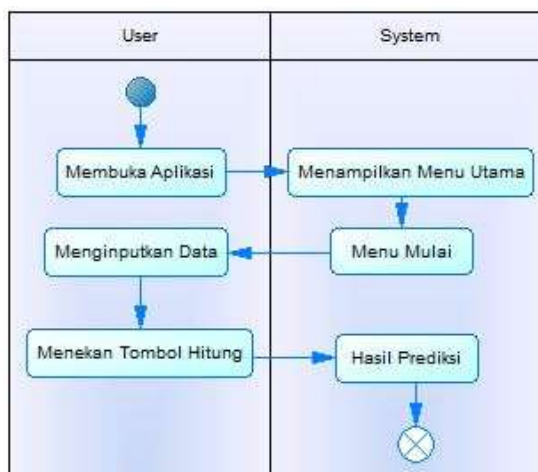 User
System
Membuka Aplikasi
Menampilkan Menu Utama
Menu Mulai
Menginputkan Data
Menekan Tombol Hitung
Hasil Prediksi